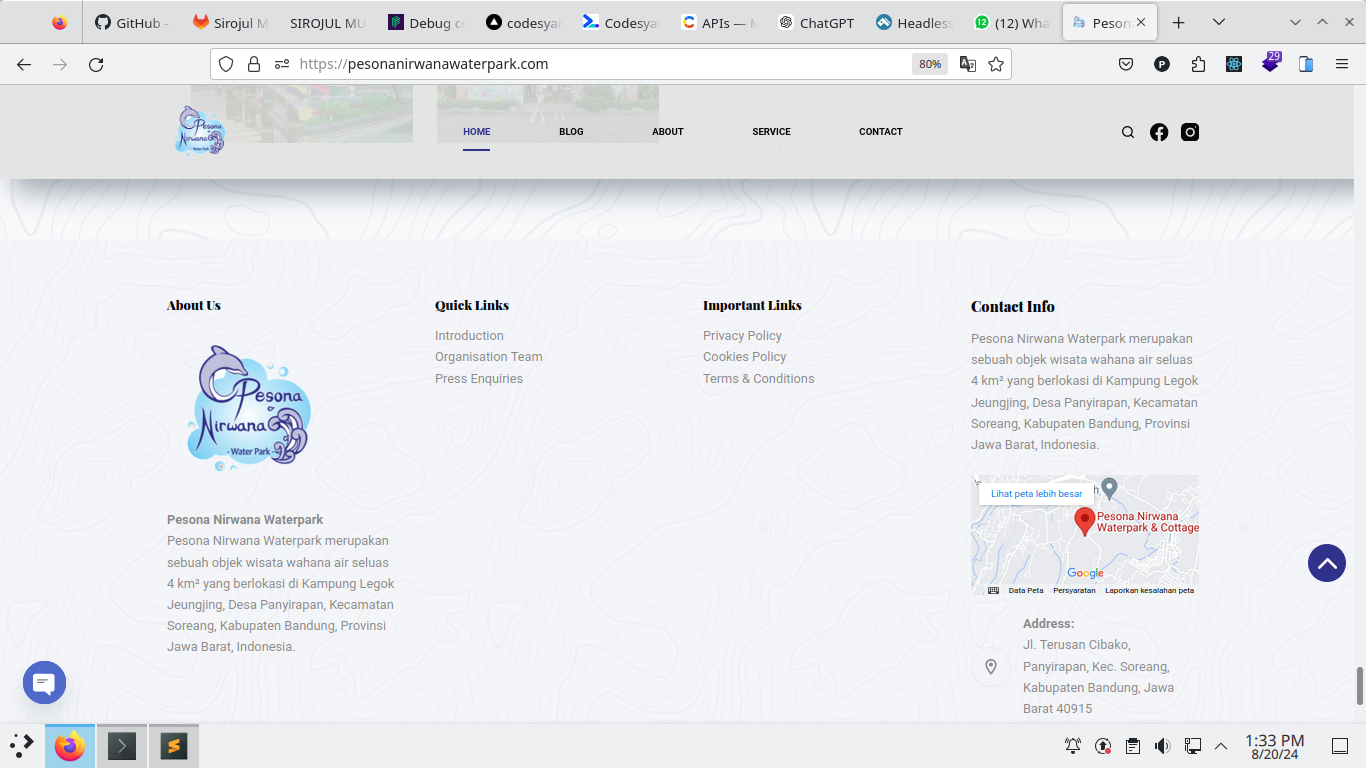 GitHub -
Sirojul M
SIROJUL MU
Debug co
codesya
Codesya
APIs — M
ChatGPT
Headless
(12) Wha
Peson
https://pesonanirwanawaterpark.com
80%
P
29
Pesona
Nirwana
- Water Park -
HOME
BLOG
ABOUT
SERVICE
CONTACT
About Us
Pesona
Nirwana
- Water Park -
Pesona Nirwana Waterpark
Pesona Nirwana Waterpark merupakan
sebuah objek wisata wahana air seluas
4 km² yang berlokasi di Kampung Legok
Jeungjing, Desa Panyirapan, Kecamatan
Soreang, Kabupaten Bandung, Provinsi
Jawa Barat, Indonesia.
Quick Links
Introduction
Organisation Team
Press Enquiries
Important Links
Privacy Policy
Cookies Policy
Terms & Conditions
Contact Info
Pesona Nirwana Waterpark merupakan
sebuah objek wisata wahana air seluas
4 km² yang berlokasi di Kampung Legok
Jeungjing, Desa Panyirapan, Kecamatan
Soreang, Kabupaten Bandung, Provinsi
Jawa Barat, Indonesia.
Lihat peta lebih besar
Pesona Nirwana
Waterpark & Cottage
Google
Data Peta
Persyaratan
Laporkan kesalahan peta
Address:
Jl. Terusan Cibako,
Panyirapan, Kec. Soreang,
Kabupaten Bandung, Jawa
Barat 40915
1:33 PM
8/20/24